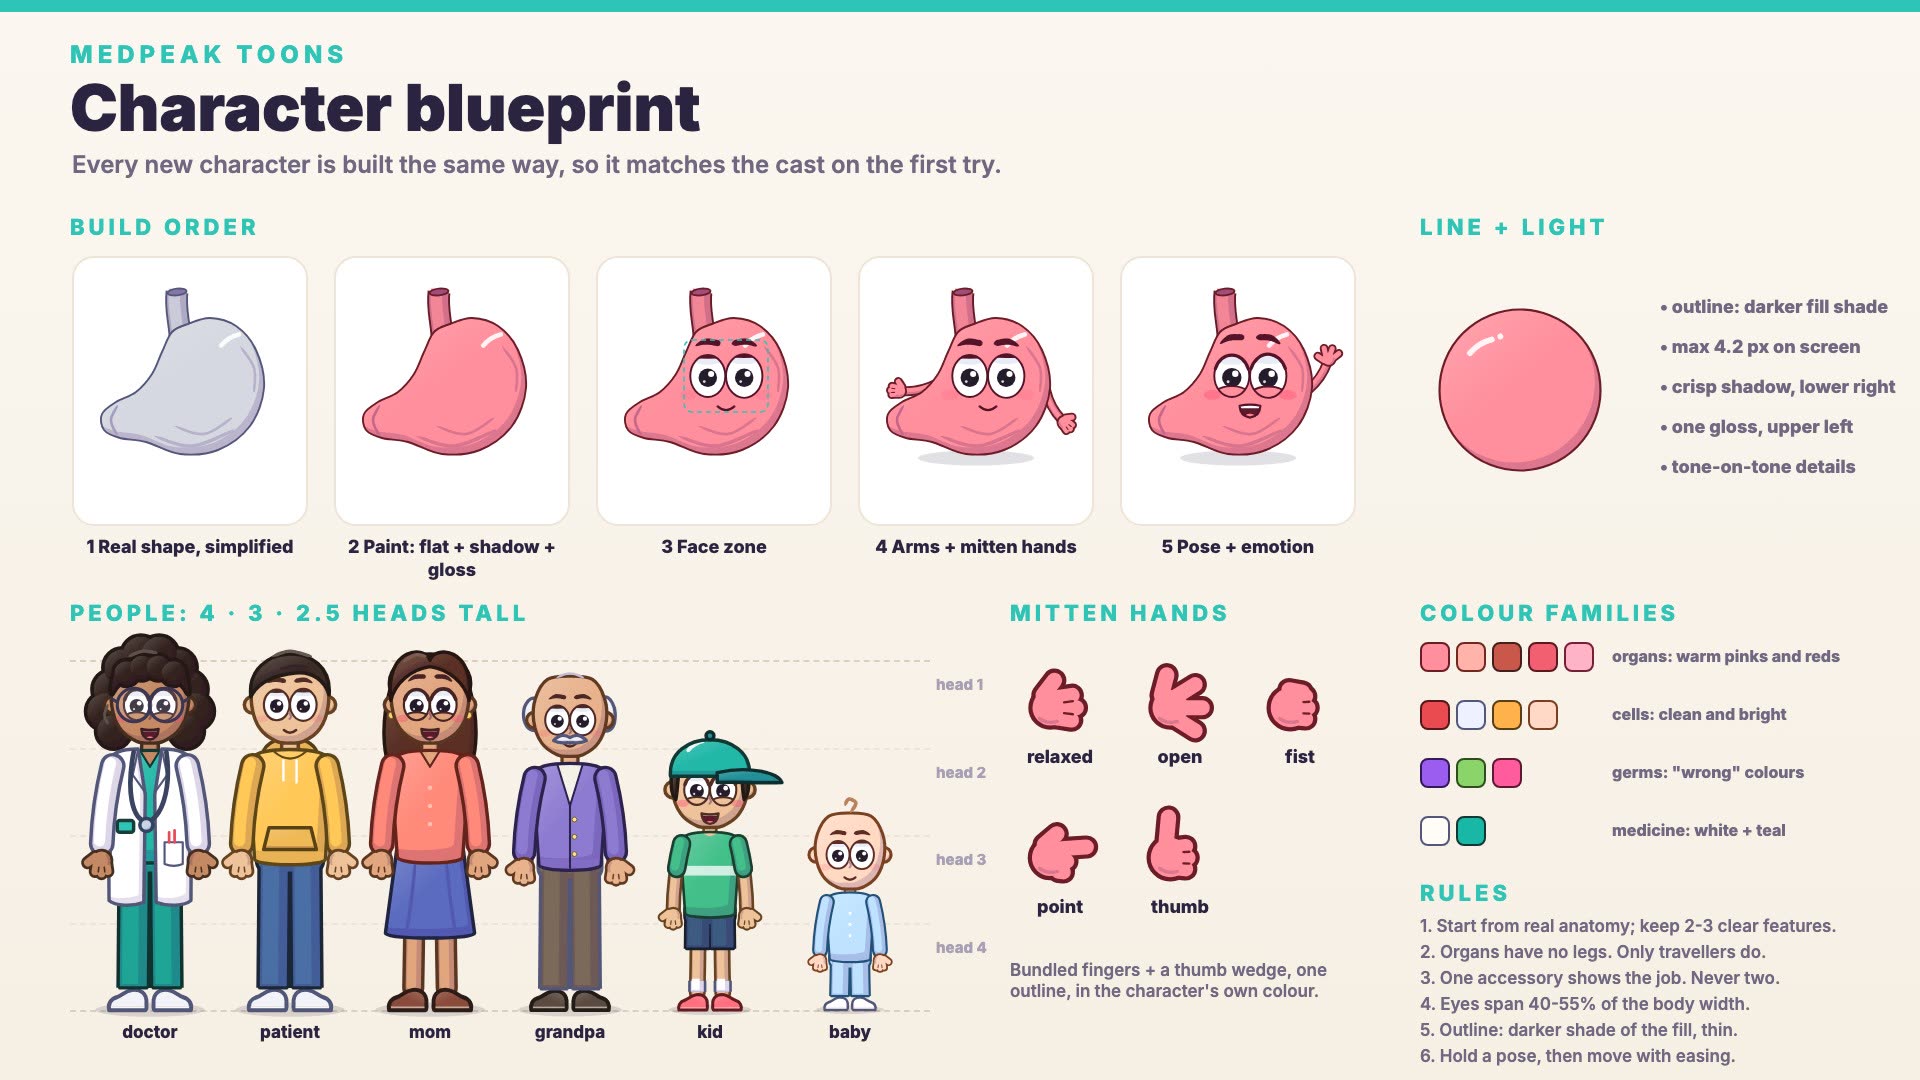 MEDPEAK TOONS
Character blueprint
Every new character is built the same way, so it matches the cast on the first try.
BUILD ORDER
1 Real shape, simplified
2 Paint: flat + shadow +
gloss
3 Face zone
4 Arms + mitten hands
5 Pose + emotion
LINE + LIGHT
• outline: darker fill shade
• max 4.2 px on screen
• crisp shadow, lower right
• one gloss, upper left
• tone-on-tone details
PEOPLE: 4 · 3 · 2.5 HEADS TALL
head 1
head 2
head 3
head 4
doctor
patient
mom
grandpa
kid
baby
MITTEN HANDS
relaxed
open
fist
point
thumb
Bundled fingers + a thumb wedge, one
outline, in the character's own colour.
COLOUR FAMILIES
organs: warm pinks and reds
cells: clean and bright
germs: "wrong" colours
medicine: white + teal
RULES
1. Start from real anatomy; keep 2-3 clear features.
2. Organs have no legs. Only travellers do.
3. One accessory shows the job. Never two.
4. Eyes span 40-55% of the body width.
5. Outline: darker shade of the fill, thin.
6. Hold a pose, then move with easing.